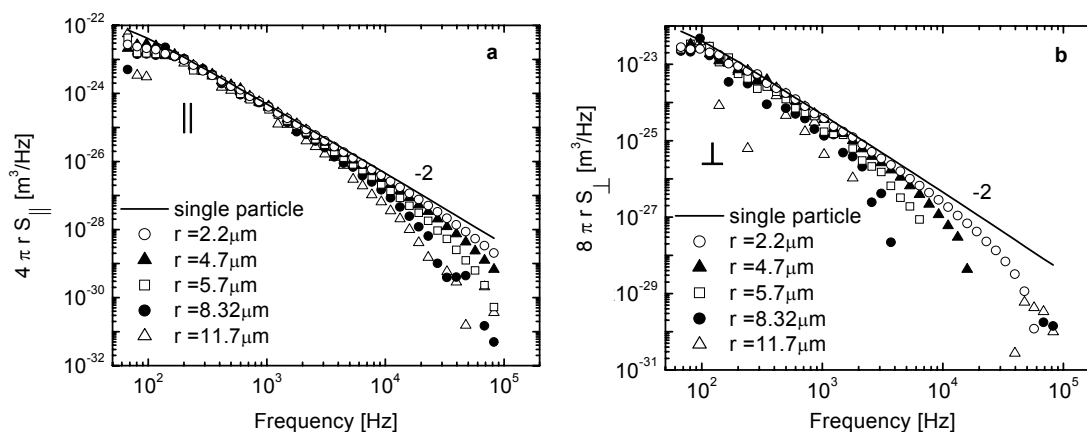 a
10^-22
10^-24
10^-26
10^-28
10^-30
10^-32
4 π r S_∥ [m³/Hz]
∥
-2
single particle
r =2.2μm
r =4.7μm
r =5.7μm
r =8.32μm
r =11.7μm
10^2 10^3 10^4 10^5
Frequency [Hz]
b
10^-23
10^-25
10^-27
10^-29
10^-31
8 π r S_⊥ [m³/Hz]
⊥
-2
single particle
r =2.2μm
r =4.7μm
r =5.7μm
r =8.32μm
r =11.7μm
10^2 10^3 10^4 10^5
Frequency [Hz]